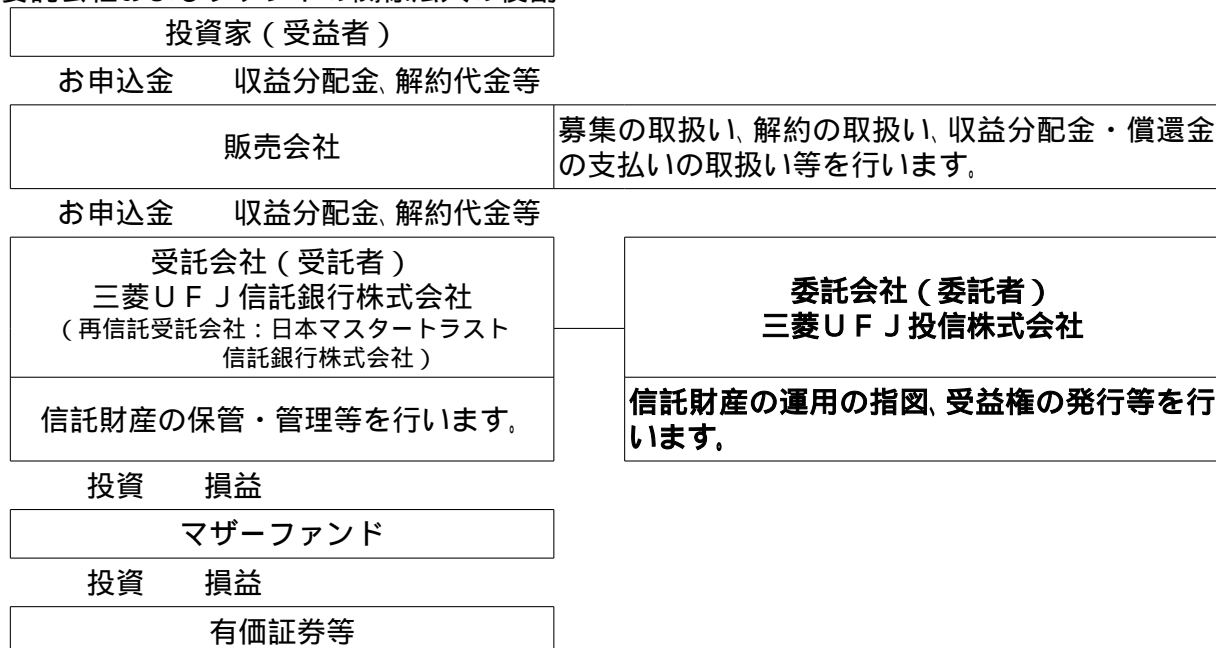 投資家（受益者）
お申込金　収益分配金、解約代金等
販売会社
募集の取扱い、解約の取扱い、収益分配金・償還金
の支払いの取扱い等を行います。
お申込金　収益分配金、解約代金等
受託会社（受託者）
三菱ＵＦＪ信託銀行株式会社
（再信託受託会社：日本マスタートラスト
信託銀行株式会社）
委託会社（委託者）
三菱ＵＦＪ投信株式会社
信託財産の保管・管理等を行います。
信託財産の運用の指図、受益権の発行等を行
います。
投資　損益
マザーファンド
投資　損益
有価証券等